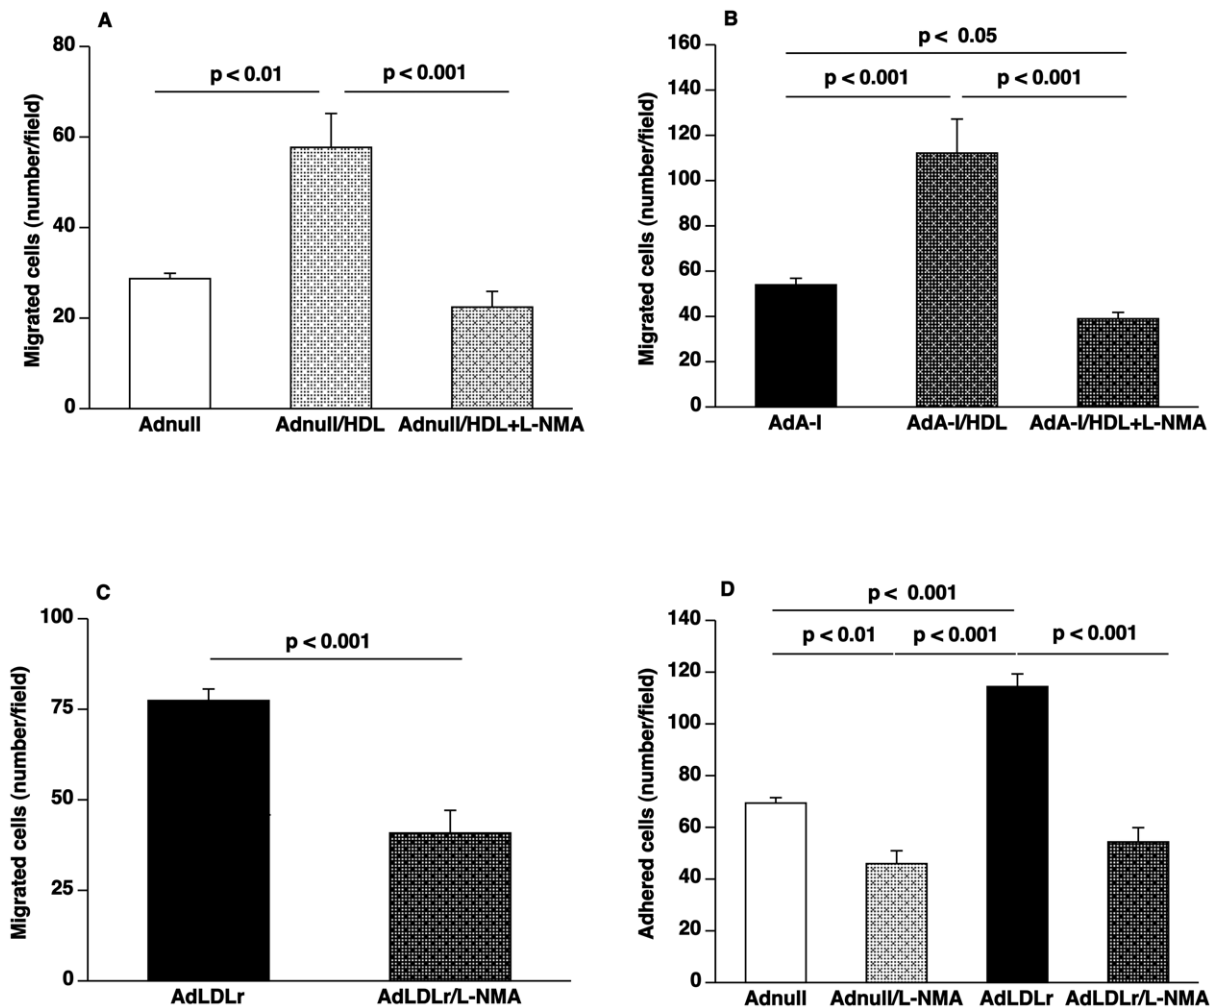 A
Migrated cells (number/field)
80
60
40
20
0
p < 0.01
p < 0.001
Adnull
Adnull/HDL
Adnull/HDL+L-NMA
B
Migrated cells (number/field)
160
140
120
100
80
60
40
20
0
p < 0.05
p < 0.001
p < 0.001
AdA-I
AdA-I/HDL
AdA-I/HDL+L-NMA
C
Migrated cells (number/field)
100
75
50
25
0
p < 0.001
AdLDLr
AdLDLr/L-NMA
D
Adhered cells (number/field)
140
120
100
80
60
40
20
0
p < 0.001
p < 0.01
p < 0.001
p < 0.001
Adnull
Adnull/L-NMA
AdLDLr
AdLDLr/L-NMA